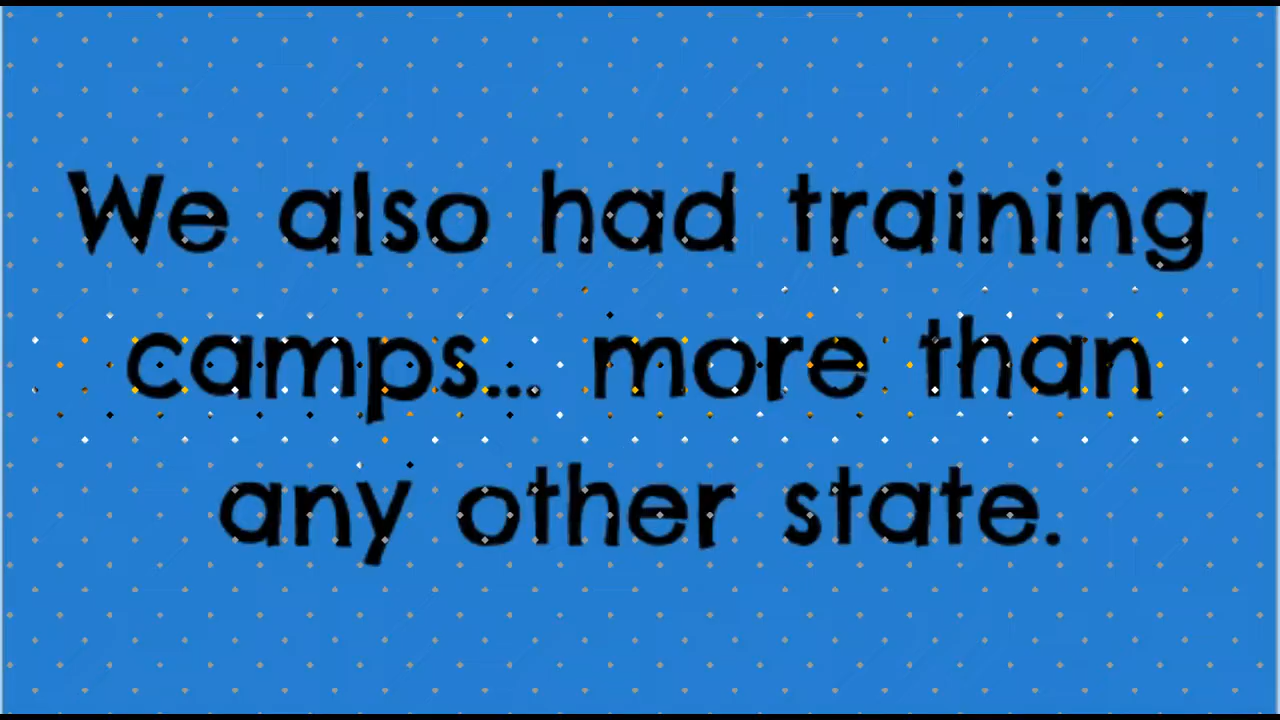 We also had training
camps... more than
any other state.